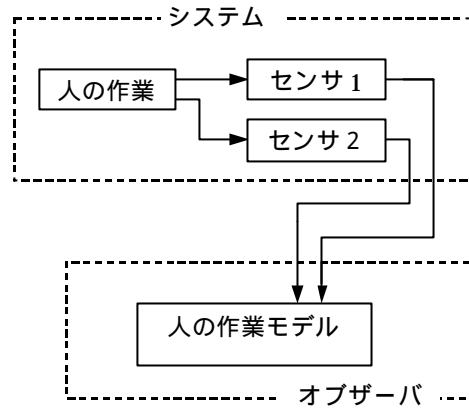 システム
人の作業
センサ 1
センサ 2
人の作業モデル
オブザーバ